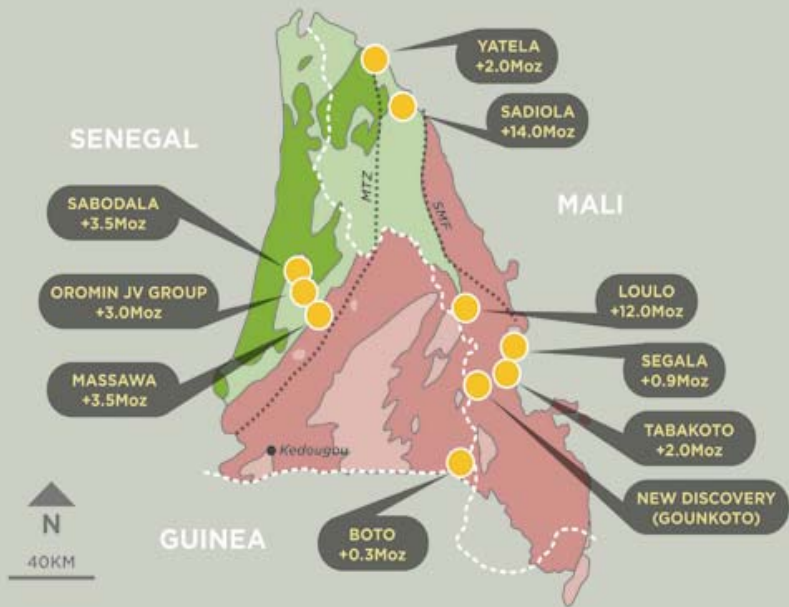 YATELA
+2.0Moz
SADIOLA
+14.0Moz
SENEGAL
MTZ
SMF
MALI
SABODALA
+3.5Moz
OROMIN JV GROUP
+3.0Moz
MASSAWA
+3.5Moz
LOULO
+12.0Moz
SEGALA
+0.9Moz
TABAKOTO
+2.0Moz
NEW DISCOVERY
(GOUNKOTO)
Kedougou
BOTO
+0.3Moz
GUINEA
N
40KM